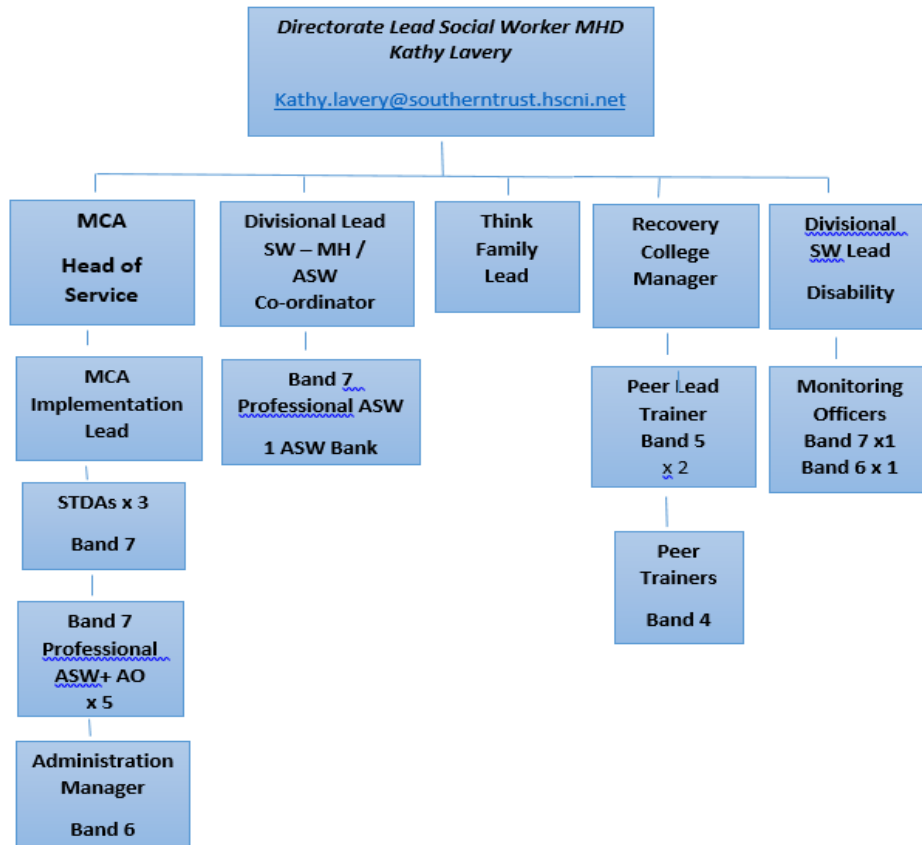 Directorate Lead Social Worker MHD
Kathy Lavery
Kathy.lavery@southerntrust.hscni.net
MCA
Head of
Service
Divisional Lead
SW – MH /
ASW
Co-ordinator
Think
Family
Lead
Recovery
College
Manager
Divisional
SW Lead
Disability
MCA
Implementation
Lead
Band 7
Professional ASW
1 ASW Bank
Peer Lead
Trainer
Band 5
x 2
Monitoring
Officers
Band 7 x1
Band 6 x 1
STDAs x 3
Band 7
Peer
Trainers
Band 4
Band 7
Professional
ASW+ AO
x 5
Administration
Manager
Band 6